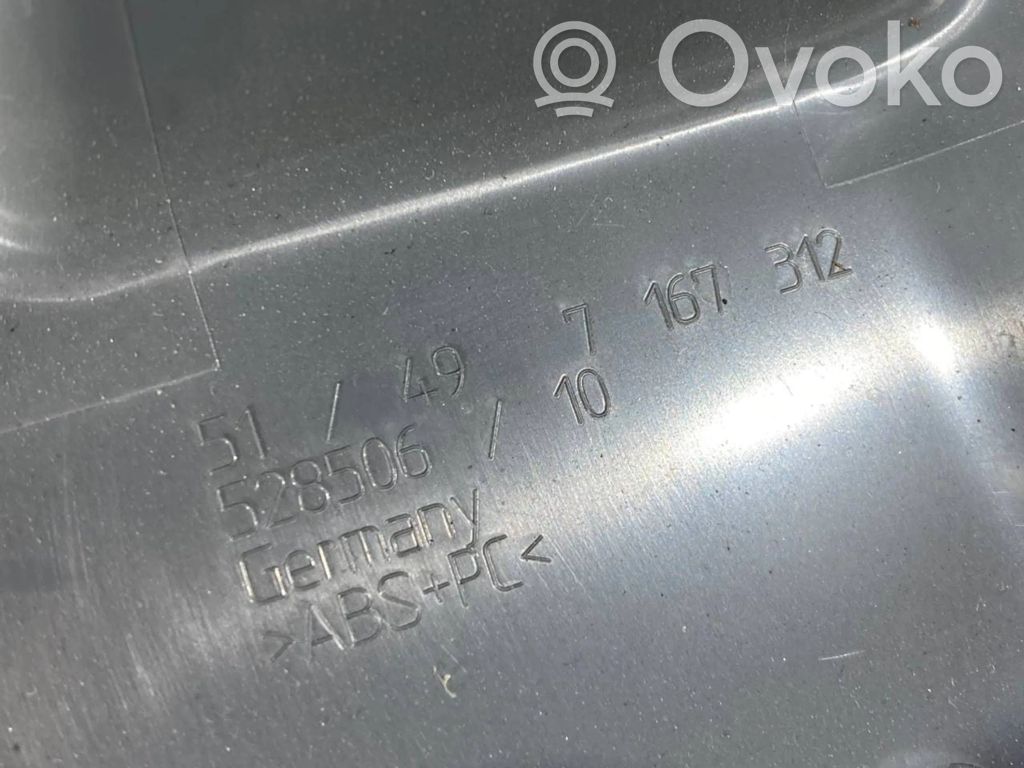 Ovoko
51 / 49 7 167 312
528506 / 10
Germany
>ABS+PC<